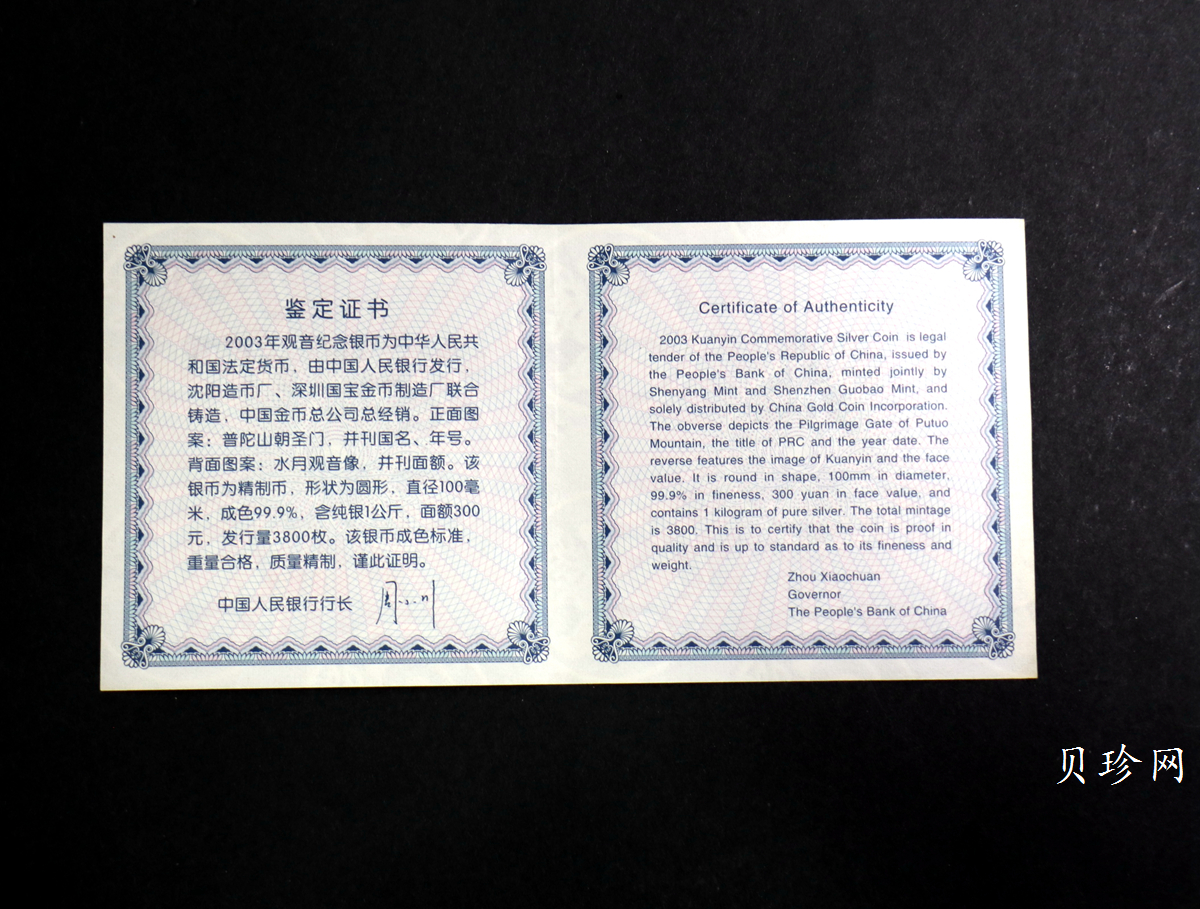 鉴定证书
2003年观音纪念银币为中华人民共
和国法定货币，由中国人民银行发行，
沈阳造币厂、深圳国宝金币制造厂联合
铸造，中国金币总公司总经销。正面图
案：普陀山朝圣门，并刊国名、年号。
背面图案：水月观音像，并刊面额。该
银币为精制币，形状为圆形，直径100毫
米，成色99.9%，含纯银1公斤，面额300
元，发行量3800枚。该银币成色标准，
重量合格，质量精制，谨此证明。
中国人民银行行长
Certificate of Authenticity
2003 Kuanyin Commemorative Silver Coin is legal
tender of the People's Republic of China, issued by
the People's Bank of China, minted jointly by
Shenyang Mint and Shenzhen Guobao Mint, and
solely distributed by China Gold Coin Incorporation.
The obverse depicts the Pilgrimage Gate of Putuo
Mountain, the title of PRC and the year date. The
reverse features the image of Kuanyin and the face
value. It is round in shape, 100mm in diameter,
99.9% in fineness, 300 yuan in face value, and
contains 1 kilogram of pure silver. The total mintage
is 3800. This is to certify that the coin is proof in
quality and is up to standard as to its fineness and
weight.
Zhou Xiaochuan
Governor
The People's Bank of China
贝珍网